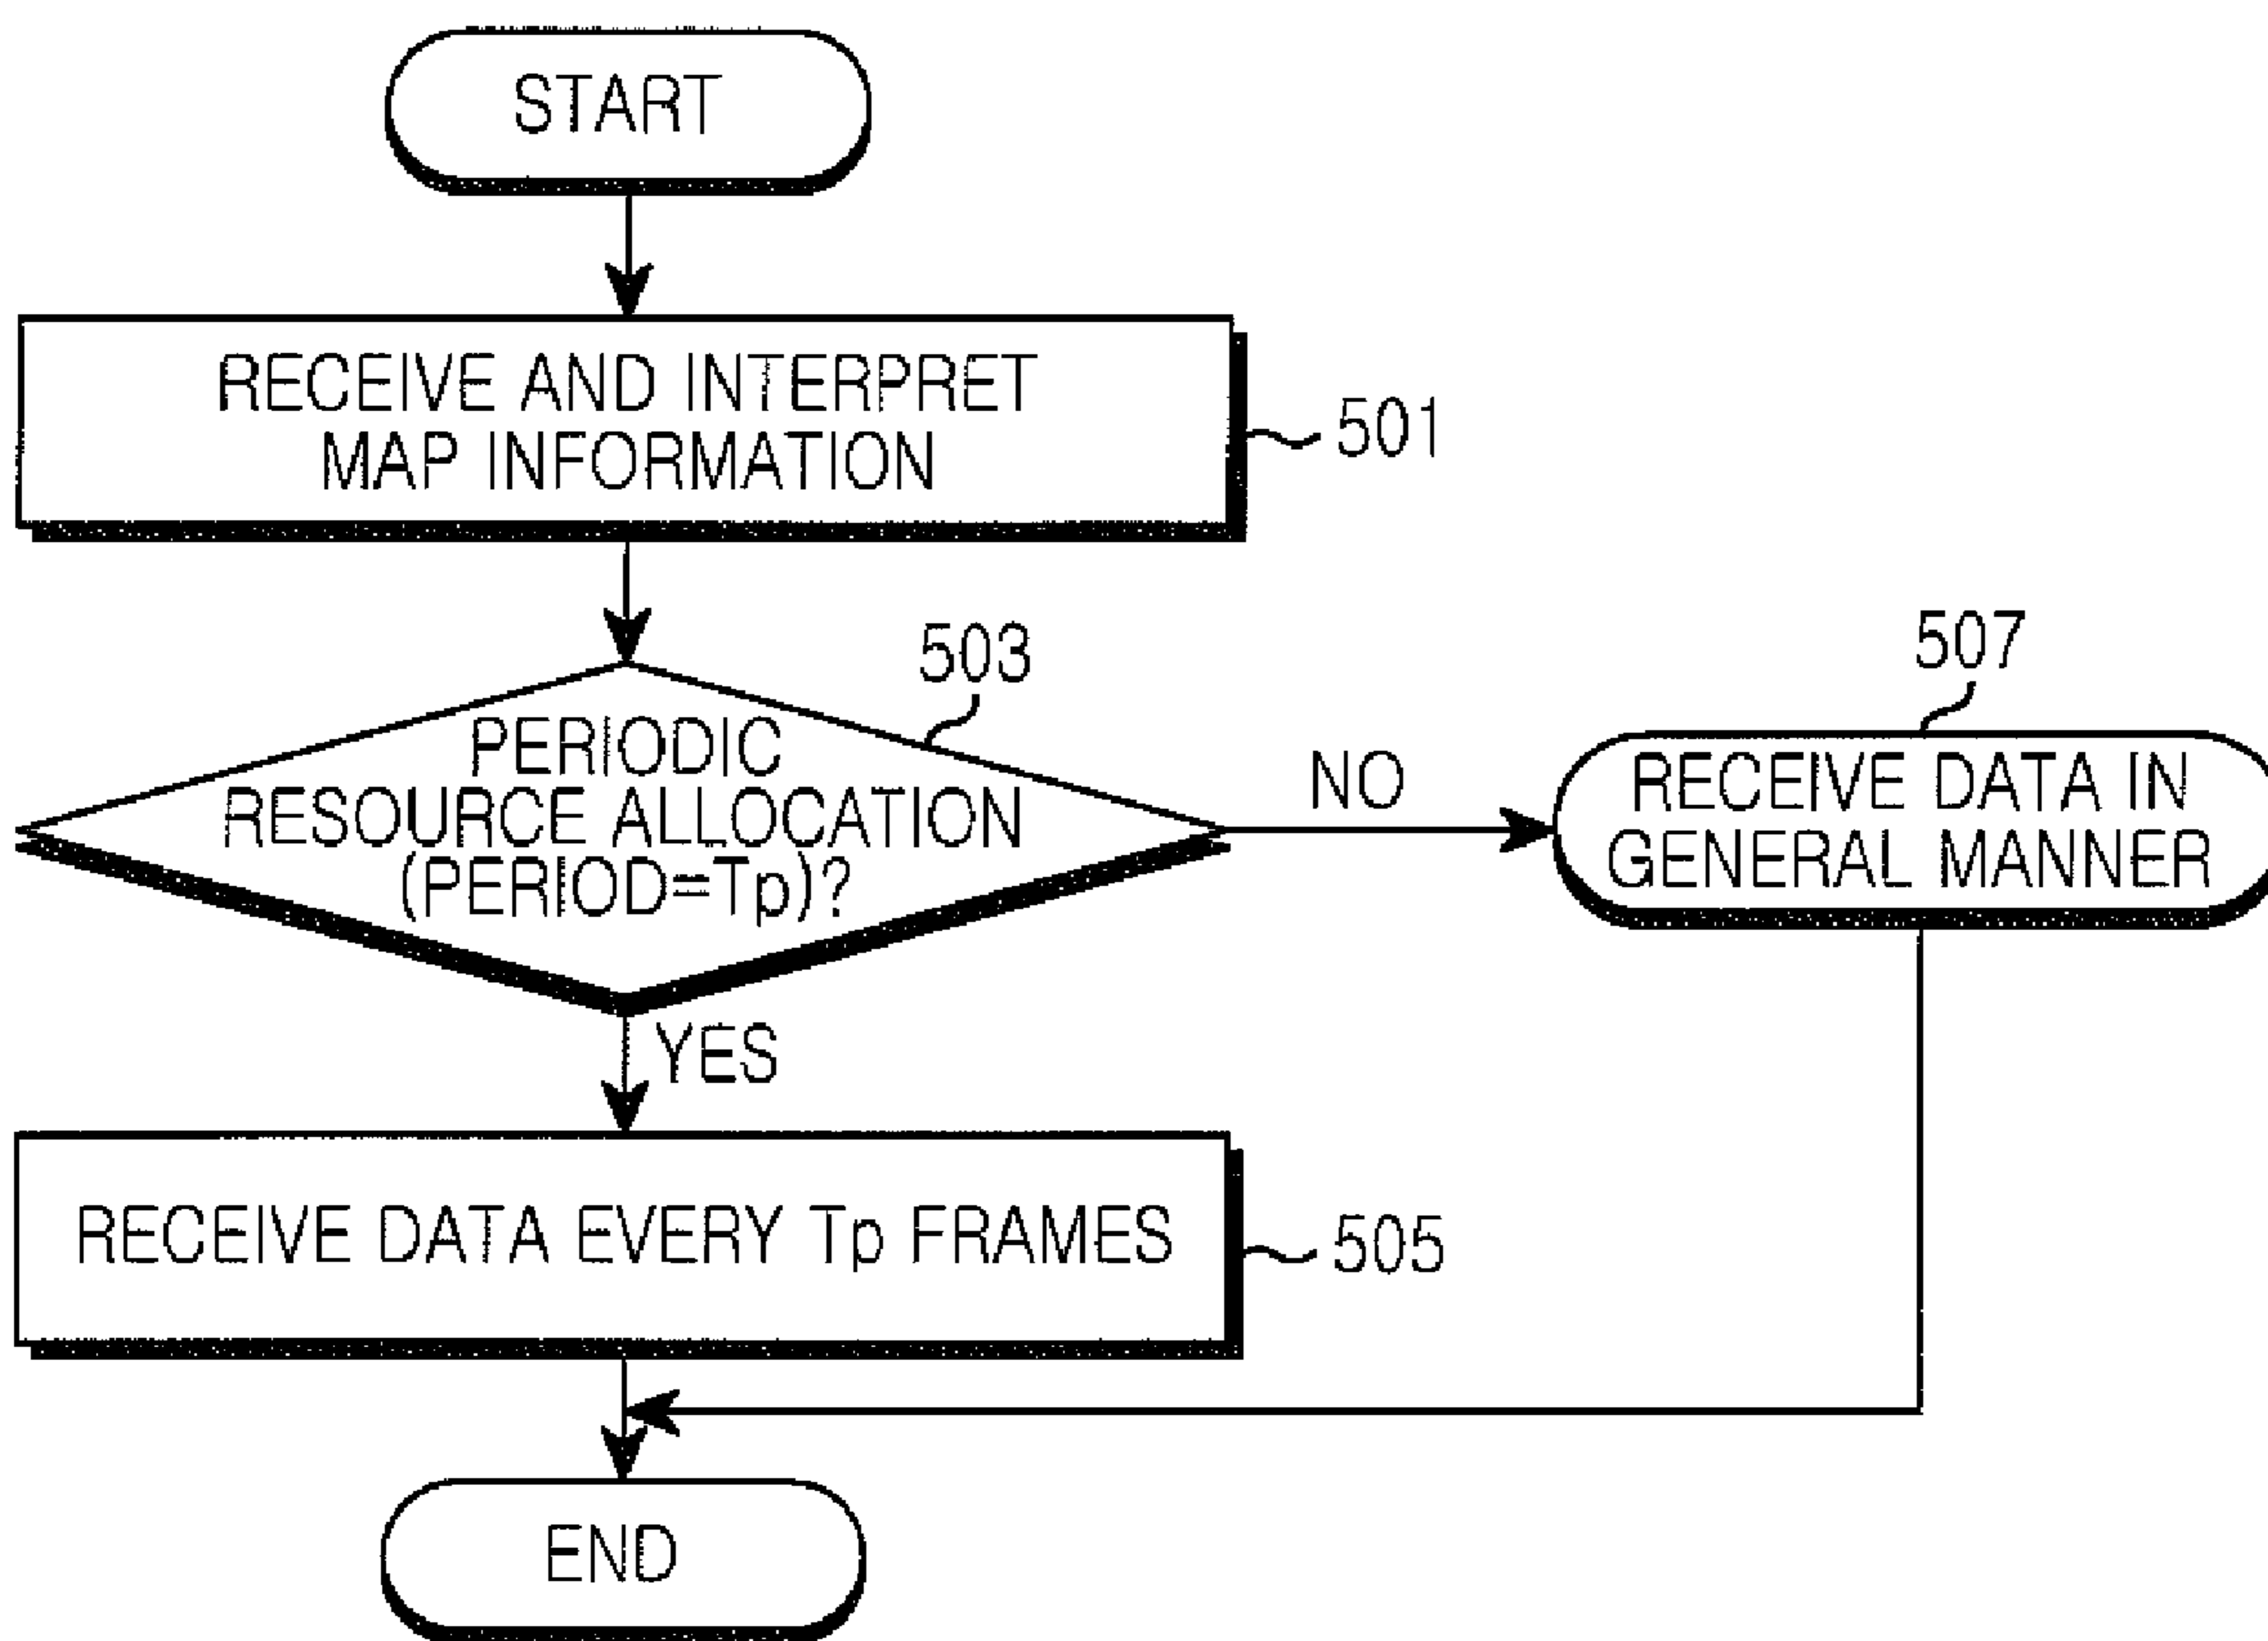 START
RECEIVE AND INTERPRET
MAP INFORMATION
501
503
PERIODIC
RESOURCE ALLOCATION
(PERIOD=Tp)?
NO
507
RECEIVE DATA IN
GENERAL MANNER
YES
RECEIVE DATA EVERY Tp FRAMES
505
END